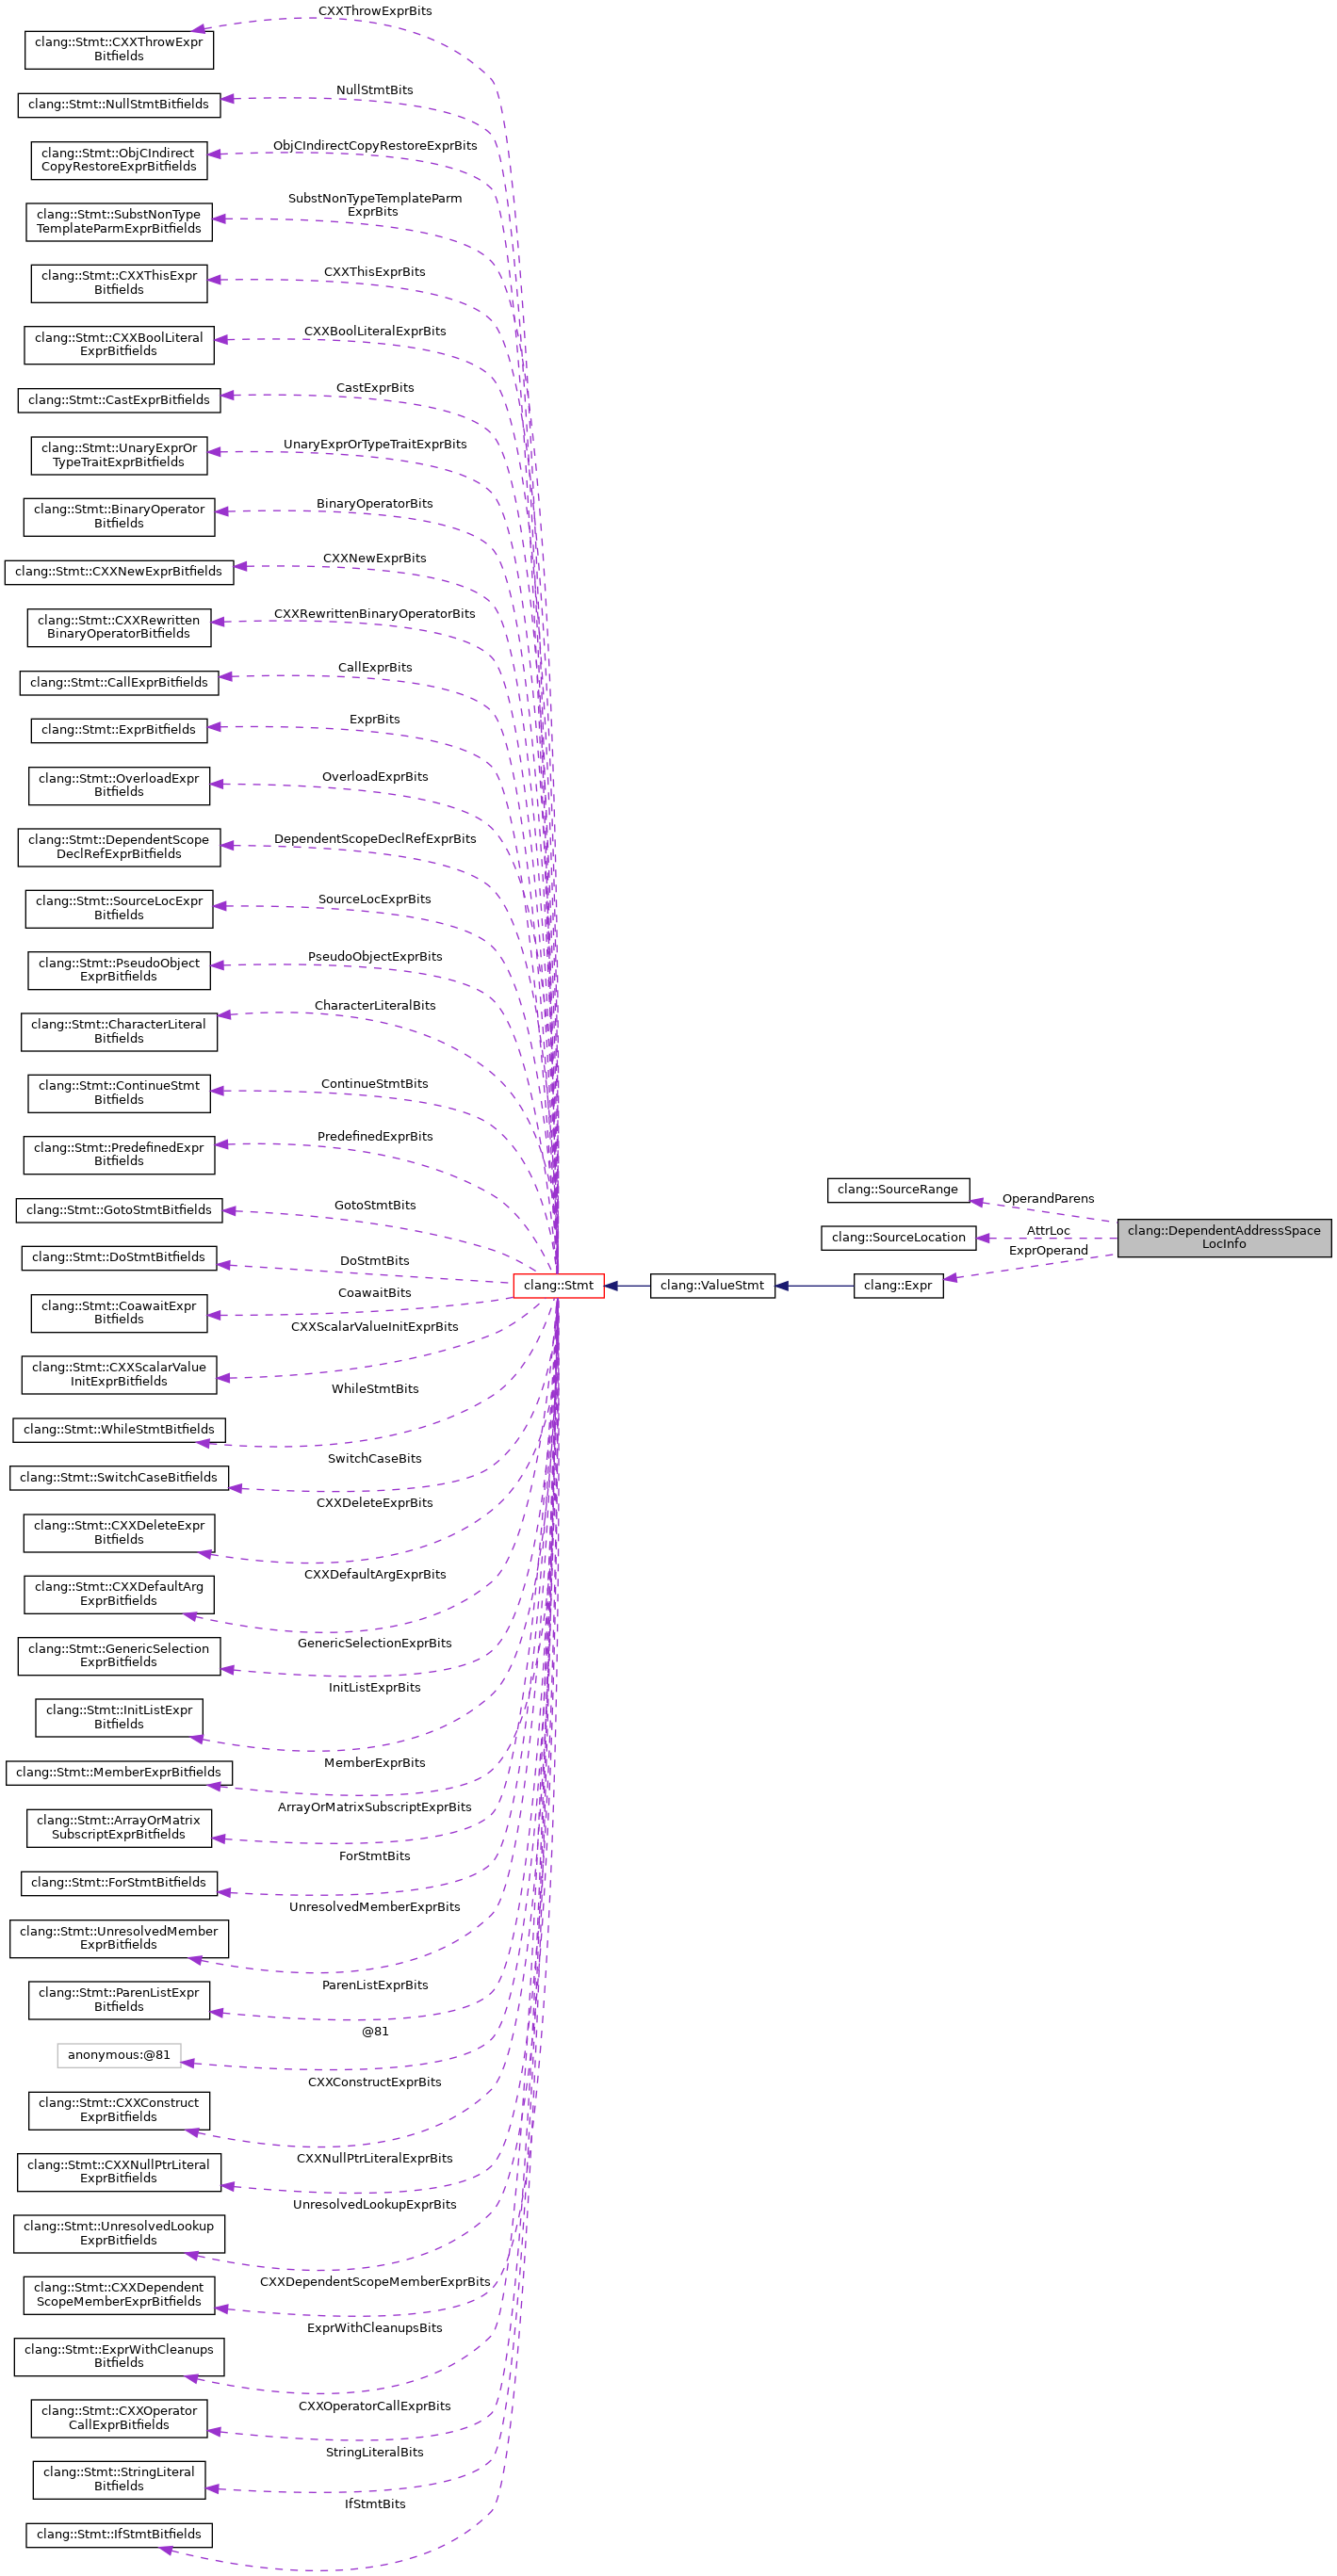 CXXThrowExprBits
clang::Stmt::CXXThrowExpr
Bitfields
NullStmtBits
clang::Stmt::NullStmtBitfields
ObjCIndirectCopyRestoreExprBits
clang::Stmt::ObjCIndirect
CopyRestoreExprBitfields
SubstNonTypeTemplateParm
ExprBits
clang::Stmt::SubstNonType
TemplateParmExprBitfields
CXXThisExprBits
clang::Stmt::CXXThisExpr
Bitfields
CXXBoolLiteralExprBits
clang::Stmt::CXXBoolLiteral
ExprBitfields
CastExprBits
clang::Stmt::CastExprBitfields
UnaryExprOrTypeTraitExprBits
clang::Stmt::UnaryExprOr
TypeTraitExprBitfields
BinaryOperatorBits
clang::Stmt::BinaryOperator
Bitfields
CXXNewExprBits
clang::Stmt::CXXNewExprBitfields
CXXRewrittenBinaryOperatorBits
clang::Stmt::CXXRewritten
BinaryOperatorBitfields
CallExprBits
clang::Stmt::CallExprBitfields
ExprBits
clang::Stmt::ExprBitfields
OverloadExprBits
clang::Stmt::OverloadExpr
Bitfields
DependentScopeDeclRefExprBits
clang::Stmt::DependentScope
DeclRefExprBitfields
SourceLocExprBits
clang::Stmt::SourceLocExpr
Bitfields
PseudoObjectExprBits
clang::Stmt::PseudoObject
ExprBitfields
CharacterLiteralBits
clang::Stmt::CharacterLiteral
Bitfields
ContinueStmtBits
clang::Stmt::ContinueStmt
Bitfields
PredefinedExprBits
clang::Stmt::PredefinedExpr
Bitfields
clang::SourceRange
OperandParens
GotoStmtBits
clang::Stmt::GotoStmtBitfields
clang::SourceLocation
AttrLoc
clang::DependentAddressSpace
LocInfo
ExprOperand
DoStmtBits
clang::Stmt::DoStmtBitfields
clang::Stmt
clang::ValueStmt
clang::Expr
CoawaitBits
clang::Stmt::CoawaitExpr
Bitfields
CXXScalarValueInitExprBits
clang::Stmt::CXXScalarValue
InitExprBitfields
WhileStmtBits
clang::Stmt::WhileStmtBitfields
SwitchCaseBits
clang::Stmt::SwitchCaseBitfields
CXXDeleteExprBits
clang::Stmt::CXXDeleteExpr
Bitfields
CXXDefaultArgExprBits
clang::Stmt::CXXDefaultArg
ExprBitfields
GenericSelectionExprBits
clang::Stmt::GenericSelection
ExprBitfields
InitListExprBits
clang::Stmt::InitListExpr
Bitfields
MemberExprBits
clang::Stmt::MemberExprBitfields
ArrayOrMatrixSubscriptExprBits
clang::Stmt::ArrayOrMatrix
SubscriptExprBitfields
ForStmtBits
clang::Stmt::ForStmtBitfields
UnresolvedMemberExprBits
clang::Stmt::UnresolvedMember
ExprBitfields
ParenListExprBits
clang::Stmt::ParenListExpr
Bitfields
@81
anonymous:@81
CXXConstructExprBits
clang::Stmt::CXXConstruct
ExprBitfields
CXXNullPtrLiteralExprBits
clang::Stmt::CXXNullPtrLiteral
ExprBitfields
UnresolvedLookupExprBits
clang::Stmt::UnresolvedLookup
ExprBitfields
CXXDependentScopeMemberExprBits
clang::Stmt::CXXDependent
ScopeMemberExprBitfields
ExprWithCleanupsBits
clang::Stmt::ExprWithCleanups
Bitfields
CXXOperatorCallExprBits
clang::Stmt::CXXOperator
CallExprBitfields
StringLiteralBits
clang::Stmt::StringLiteral
Bitfields
IfStmtBits
clang::Stmt::IfStmtBitfields